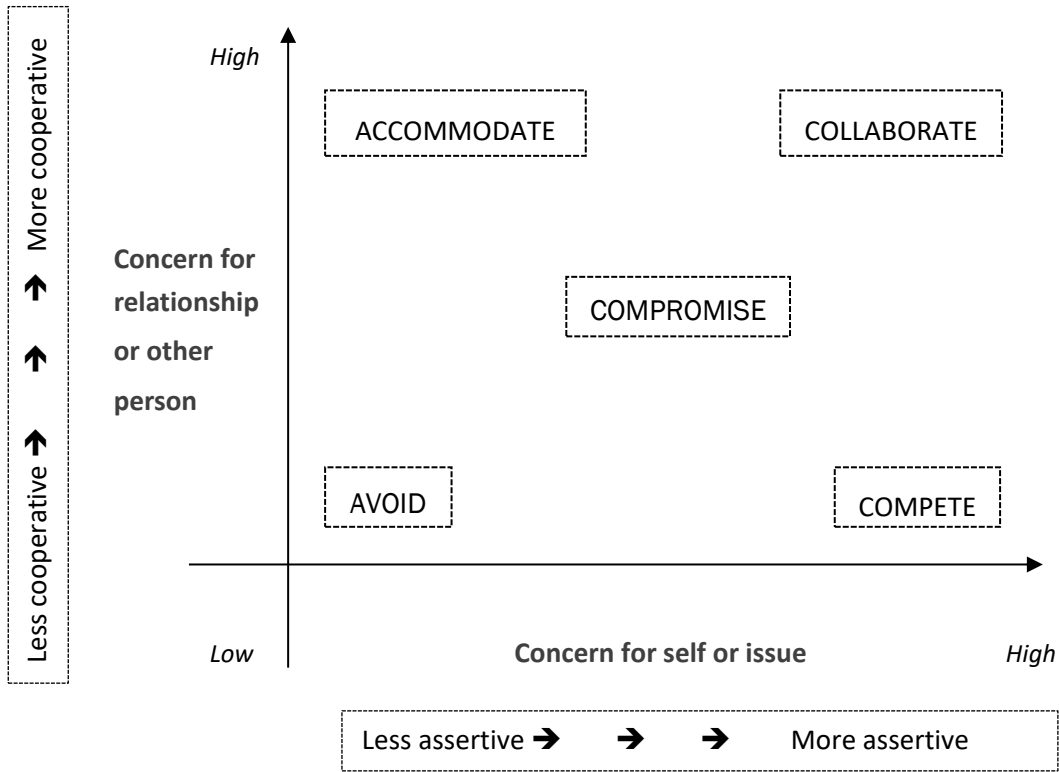 Less cooperative 🡪 🡪 🡪 More cooperative
High
ACCOMMODATE
COLLABORATE
Concern for
relationship
or other
person
COMPROMISE
AVOID
COMPETE
Low
Concern for self or issue
High
Less assertive 🡪 🡪 🡪 More assertive